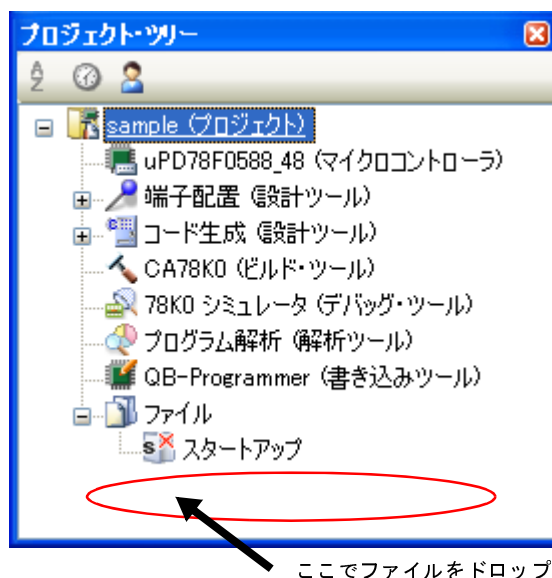 プロジェクト・ツリー
sample (プロジェクト)
uPD78F0588_48 (マイクロコントローラ)
端子配置 (設計ツール)
コード生成 (設計ツール)
CA78K0 (ビルド・ツール)
78K0 シミュレータ (デバッグ・ツール)
プログラム解析 (解析ツール)
QB-Programmer (書き込みツール)
ファイル
スタートアップ
ここでファイルをドロップ